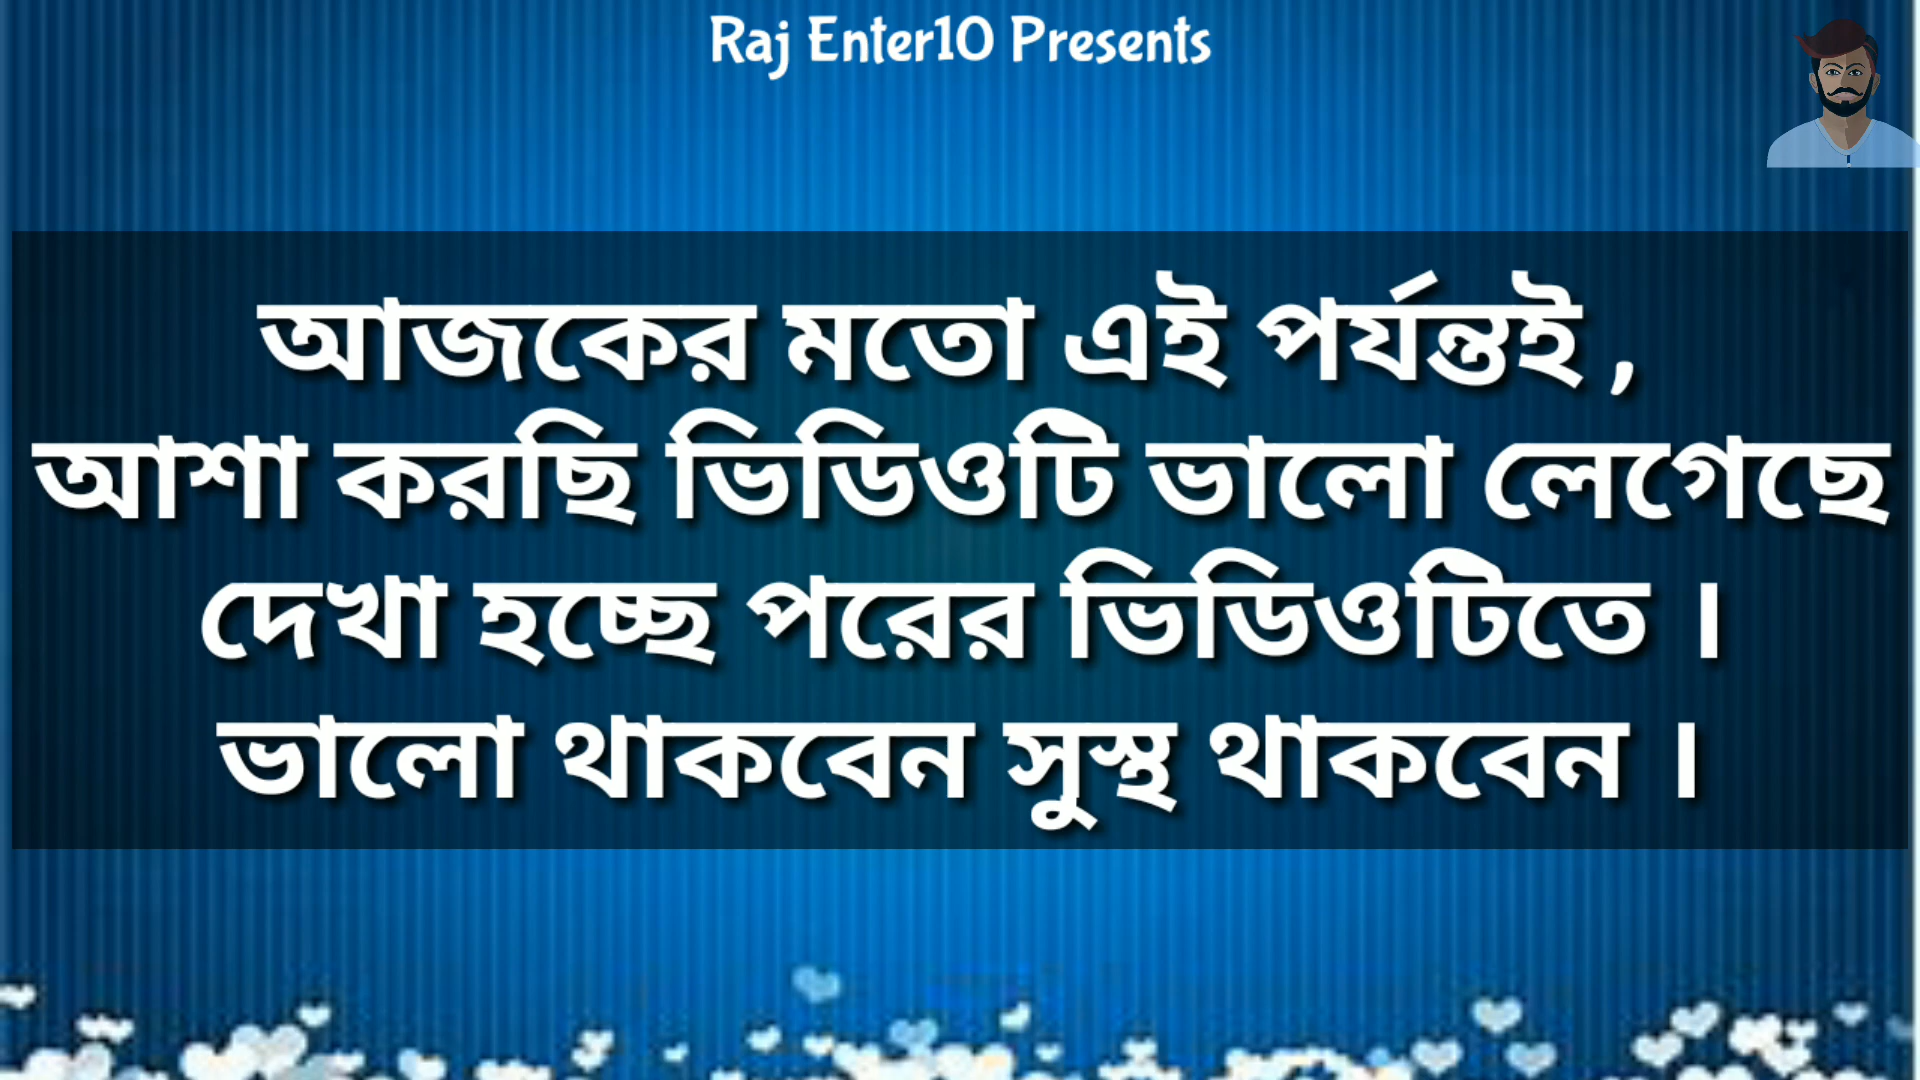 Raj Enter10 Presents
আজকের মতো এই পর্যন্তই ,
আশা করছি ভিডিওটি ভালো লেগেছে
দেখা হচ্ছে পরের ভিডিওটিতে ।
ভালো থাকবেন সুস্থ থাকবেন ।